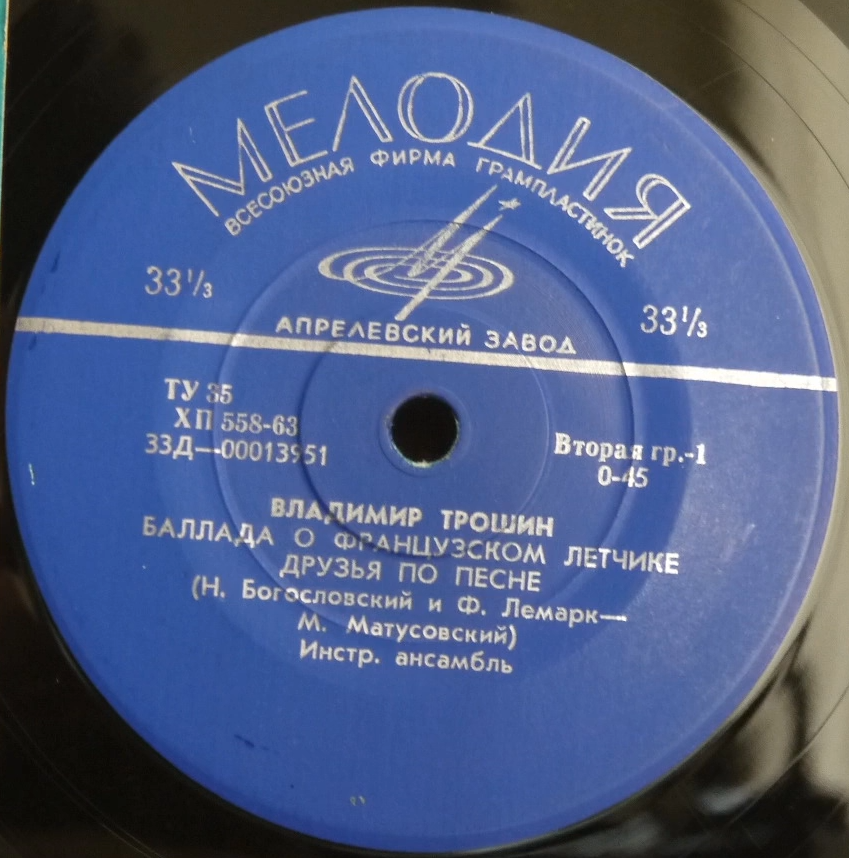 МЕЛОДИЯ
ВСЕСОЮЗНАЯ ФИРМА ГРАМПЛАСТИНОК
33⅓
33⅓
АПРЕЛЕВСКИЙ ЗАВОД
ТУ 35
ХП 558-63
33Д—00013951
Вторая гр.-1
0-45
ВЛАДИМИР ТРОШИН
БАЛЛАДА О ФРАНЦУЗСКОМ ЛЕТЧИКЕ
ДРУЗЬЯ ПО ПЕСНЕ
(Н. Богословский и Ф. Лемарк—
М. Матусовский)
Инстр. ансамбль